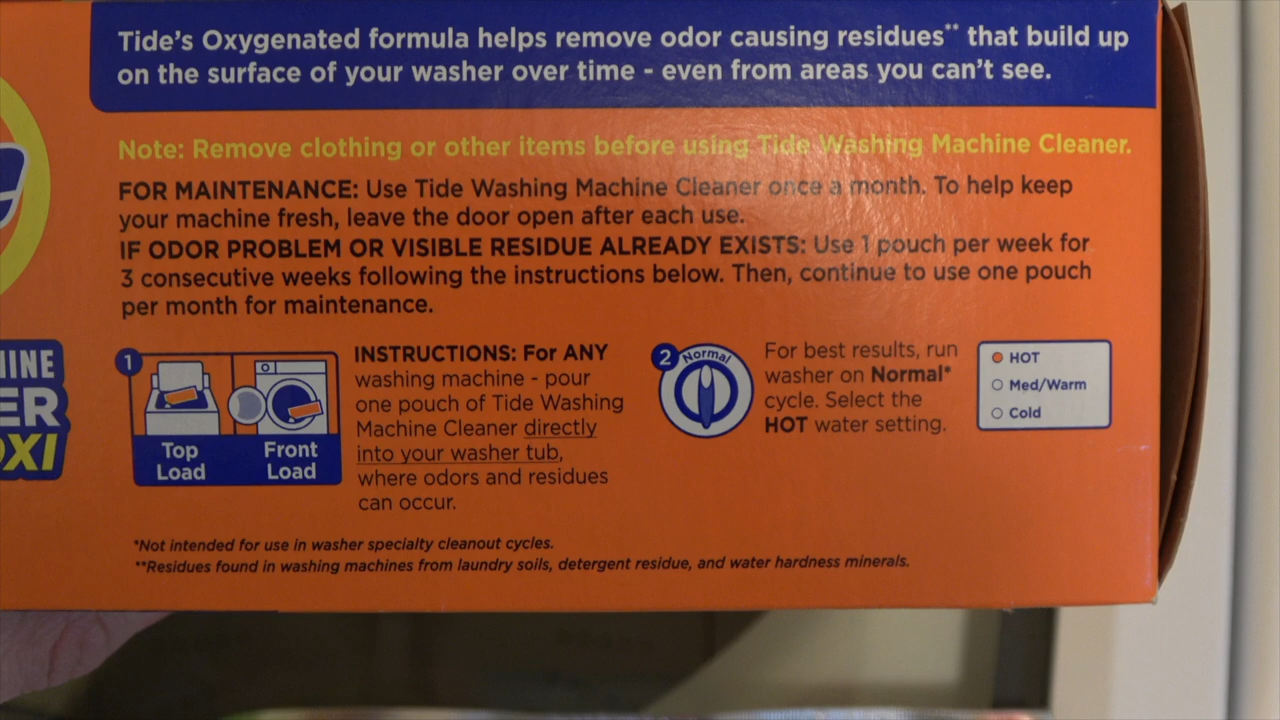 Tide's Oxygenated formula helps remove odor causing residues** that build up
on the surface of your washer over time - even from areas you can't see.
Note: Remove clothing or other items before using Tide Washing Machine Cleaner.
FOR MAINTENANCE: Use Tide Washing Machine Cleaner once a month. To help keep
your machine fresh, leave the door open after each use.
IF ODOR PROBLEM OR VISIBLE RESIDUE ALREADY EXISTS: Use 1 pouch per week for
3 consecutive weeks following the instructions below. Then, continue to use one pouch
per month for maintenance.
1
Top
Load
Front
Load
INSTRUCTIONS: For ANY
washing machine - pour
one pouch of Tide Washing
Machine Cleaner directly
into your washer tub,
where odors and residues
can occur.
2
Normal
For best results, run
washer on Normal*
cycle. Select the
HOT water setting.
HOT
Med/Warm
Cold
*Not intended for use in washer specialty cleanout cycles.
**Residues found in washing machines from laundry soils, detergent residue, and water hardness minerals.